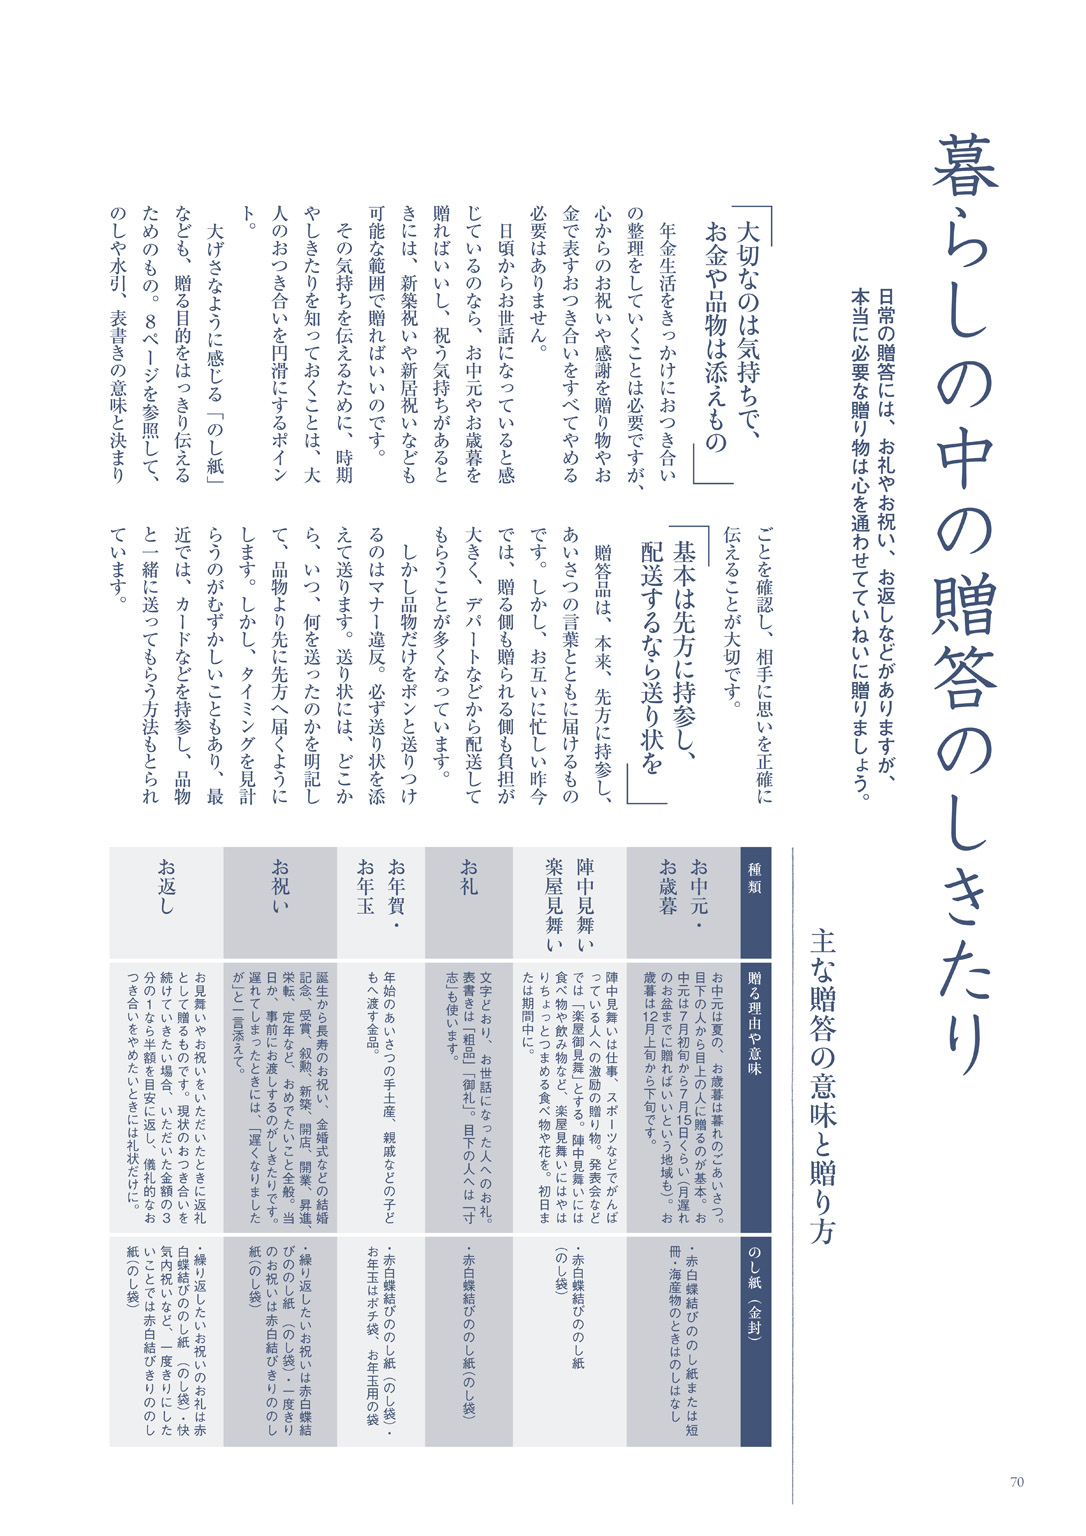 暮らしの中の贈答のしきたり
日常の贈答には、お礼やお祝い、お返しなどがありますが、
本当に必要な贈り物は心を通わせてていねいに贈りましょう。
大切なのは気持ちで、
お金や品物は添えもの
年金生活をきっかけにおつき合い
の整理をしていくことは必要ですが、
心からのお祝いや感謝を贈り物やお
金で表すおつき合いをすべてやめる
必要はありません。
日頃からお世話になっていると感
じているのなら、お中元やお歳暮を
贈ればいいし、祝う気持ちがあると
きには、新築祝いや新居祝いなども
可能な範囲で贈ればいいのです。
その気持ちを伝えるために、時期
やしきたりを知っておくことは、大
人のおつき合いを円滑にするポイン
ト。
大げさなように感じる「のし紙」
なども、贈る目的をはっきり伝える
ためのもの。8ページを参照して、
のしや水引、表書きの意味と決まり
ごとを確認し、相手に思いを正確に
伝えることが大切です。
基本は先方に持参し、
配送するなら送り状を
贈答品は、本来、先方に持参し、
あいさつの言葉とともに届けるもの
です。しかし、お互いに忙しい昨今
では、贈る側も贈られる側も負担が
大きく、デパートなどから配送して
もらうことが多くなっています。
しかし品物だけをポンと送りつけ
るのはマナー違反。必ず送り状を添
えて送ります。送り状には、どこか
ら、いつ、何を送ったのかを明記し
て、品物より先に先方へ届くように
します。しかし、タイミングを見計
らうのがむずかしいこともあり、最
近では、カードなどを持参し、品物
と一緒に送ってもらう方法もとられ
ています。
主な贈答の意味と贈り方
種類
贈る理由や意味
のし紙（金封）
お中元・
お歳暮
お中元は夏の、お歳暮は暮れのごあいさつ。
目下の人から目上の人に贈るのが基本。お
中元は7月初旬から7月15日くらい（月遅れ
のお盆までに贈ればいいという地域も）。お
歳暮は12月上旬から下旬です。
・赤白蝶結びののし紙または短
冊・海産物のときはのしはなし
陣中見舞い
楽屋見舞い
陣中見舞いは仕事、スポーツなどでがんば
っている人への激励の贈り物。発表会など
では「楽屋御見舞」とする。陣中見舞いには
食べ物や飲み物など、楽屋見舞いにはやは
りちょっとつまめる食べ物や花を。初日ま
たは期間中に。
・赤白蝶結びののし紙
（のし袋）
お礼
文字どおり、お世話になった人へのお礼。
表書きは「粗品」「御礼」。目下の人へは「寸
志」も使います。
・赤白蝶結びののし紙（のし袋）
お年賀・
お年玉
年始のあいさつの手土産、親戚などの子ど
もへ渡す金品。
・赤白蝶結びののし紙（のし袋）・
お年玉はポチ袋、お年玉用の袋
お祝い
誕生から長寿のお祝い、金婚式などの結婚
記念、受賞、叙勲、新築、開店、開業、昇進、
栄転、定年など、おめでたいこと全般。当
日か、事前にお渡しするのがしきたりです。
遅れてしまったときには、「遅くなりました
が」と一言添えて。
・繰り返したいお祝いは赤白蝶結
びののし紙（のし袋）・一度きり
のお祝いは赤白結びきりののし
紙（のし袋）
お返し
お見舞いやお祝いをいただいたときに返礼
として贈るものです。現状のおつき合いを
続けていきたい場合、いただいた金額の3
分の1なら半額を目安に返し、儀礼的なお
つき合いをやめたいときには礼状だけに。
・繰り返したいお祝いのお礼は赤
白蝶結びののし紙（のし袋）・快
気内祝いなど、一度きりにした
いことでは赤白結びきりののし
紙（のし袋）
70